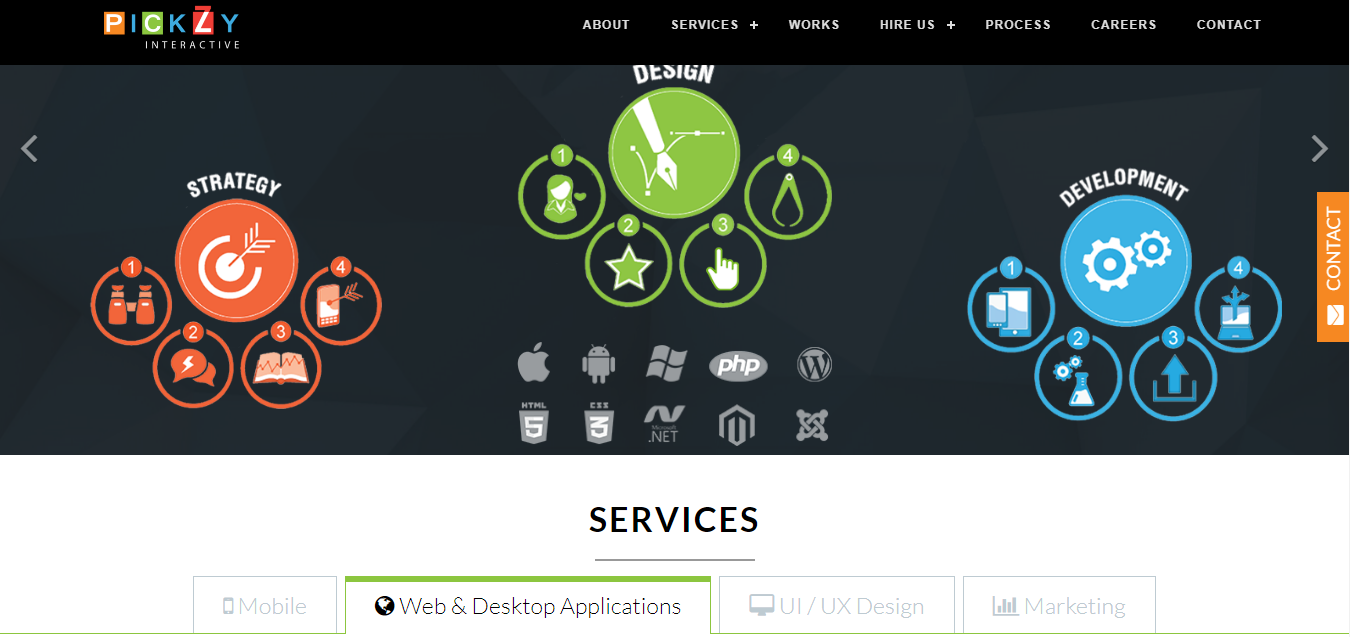 PICKZY
INTERACTIVE
ABOUT SERVICES + WORKS HIRE US + PROCESS CAREERS CONTACT
DESIGN
STRATEGY
DEVELOPMENT
1 2 3 4
1 2 3 4
1 2 3 4
CONTACT
php
HTML
5
CSS
3
Microsoft
.NET
SERVICES
Mobile Web & Desktop Applications UI / UX Design Marketing